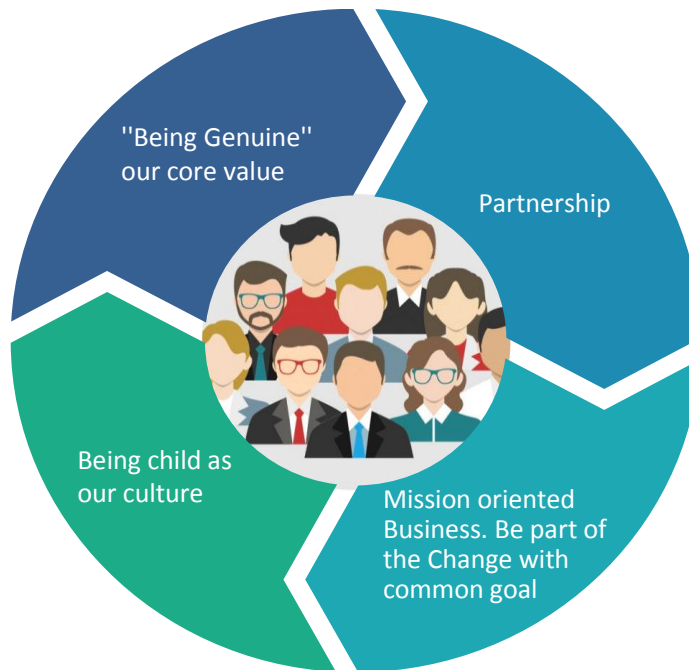 "Being Genuine"
our core value
Partnership
Being child as
our culture
Mission oriented
Business. Be part of
the Change with
common goal